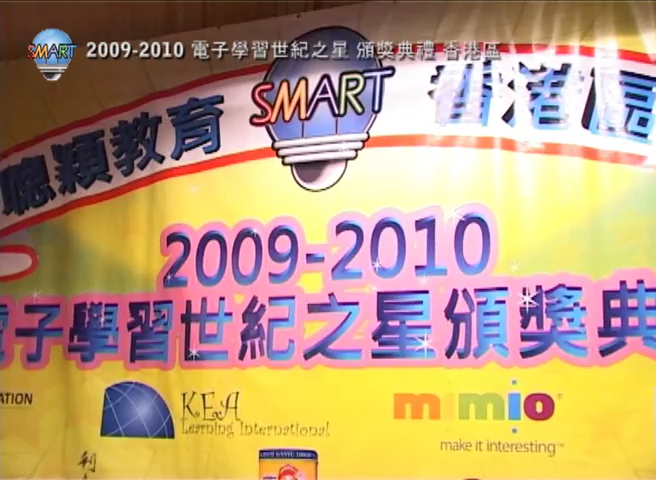 SMART 2009-2010 電子學習世紀之星 頒獎典禮 香港區
聰穎教育 SMART 香港區
2009-2010
電子學習世紀之星頒獎典
ATION
KEA
Learning International
mimio
make it interesting™